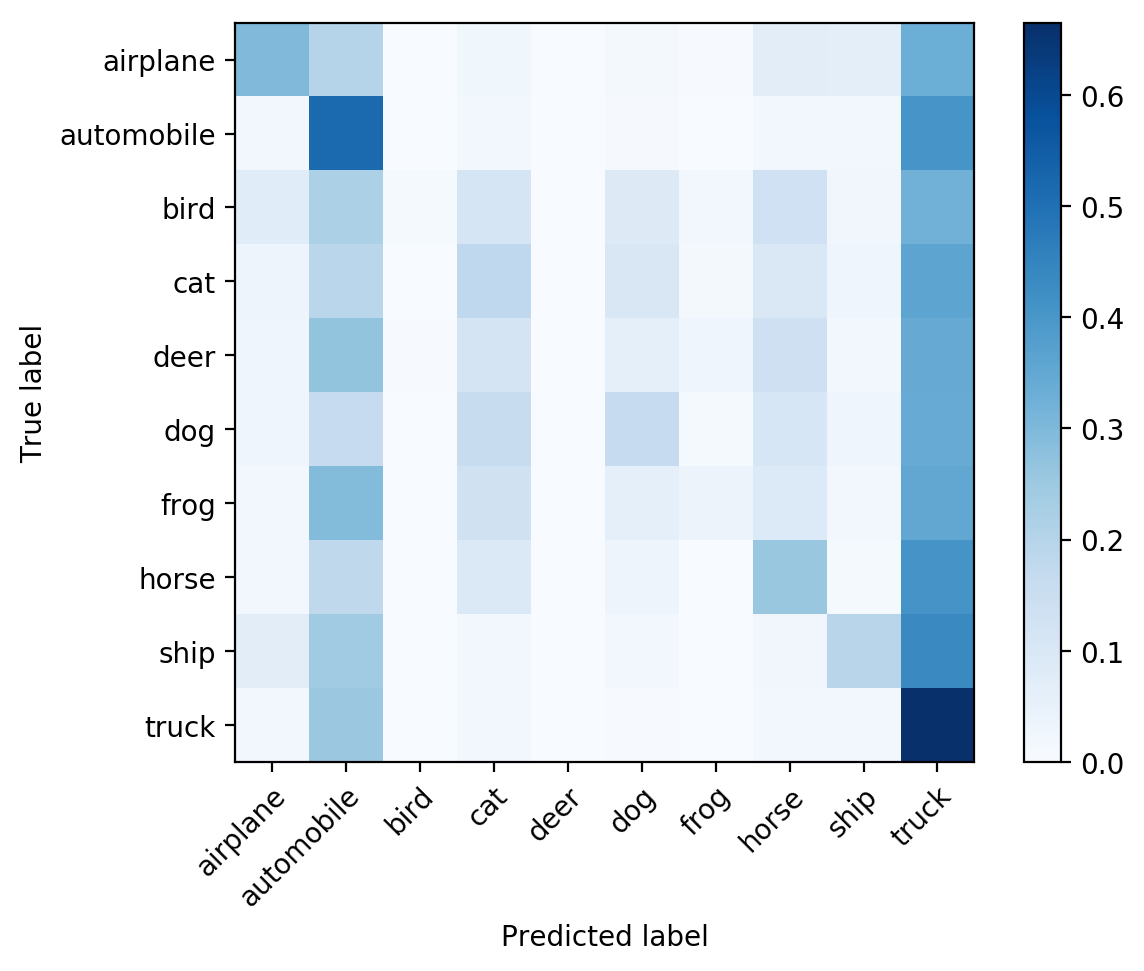 airplane
automobile
bird
cat
deer
dog
frog
horse
ship
truck
True label
airplane
automobile
bird
cat
deer
dog
frog
horse
ship
truck
Predicted label
0.6
0.5
0.4
0.3
0.2
0.1
0.0